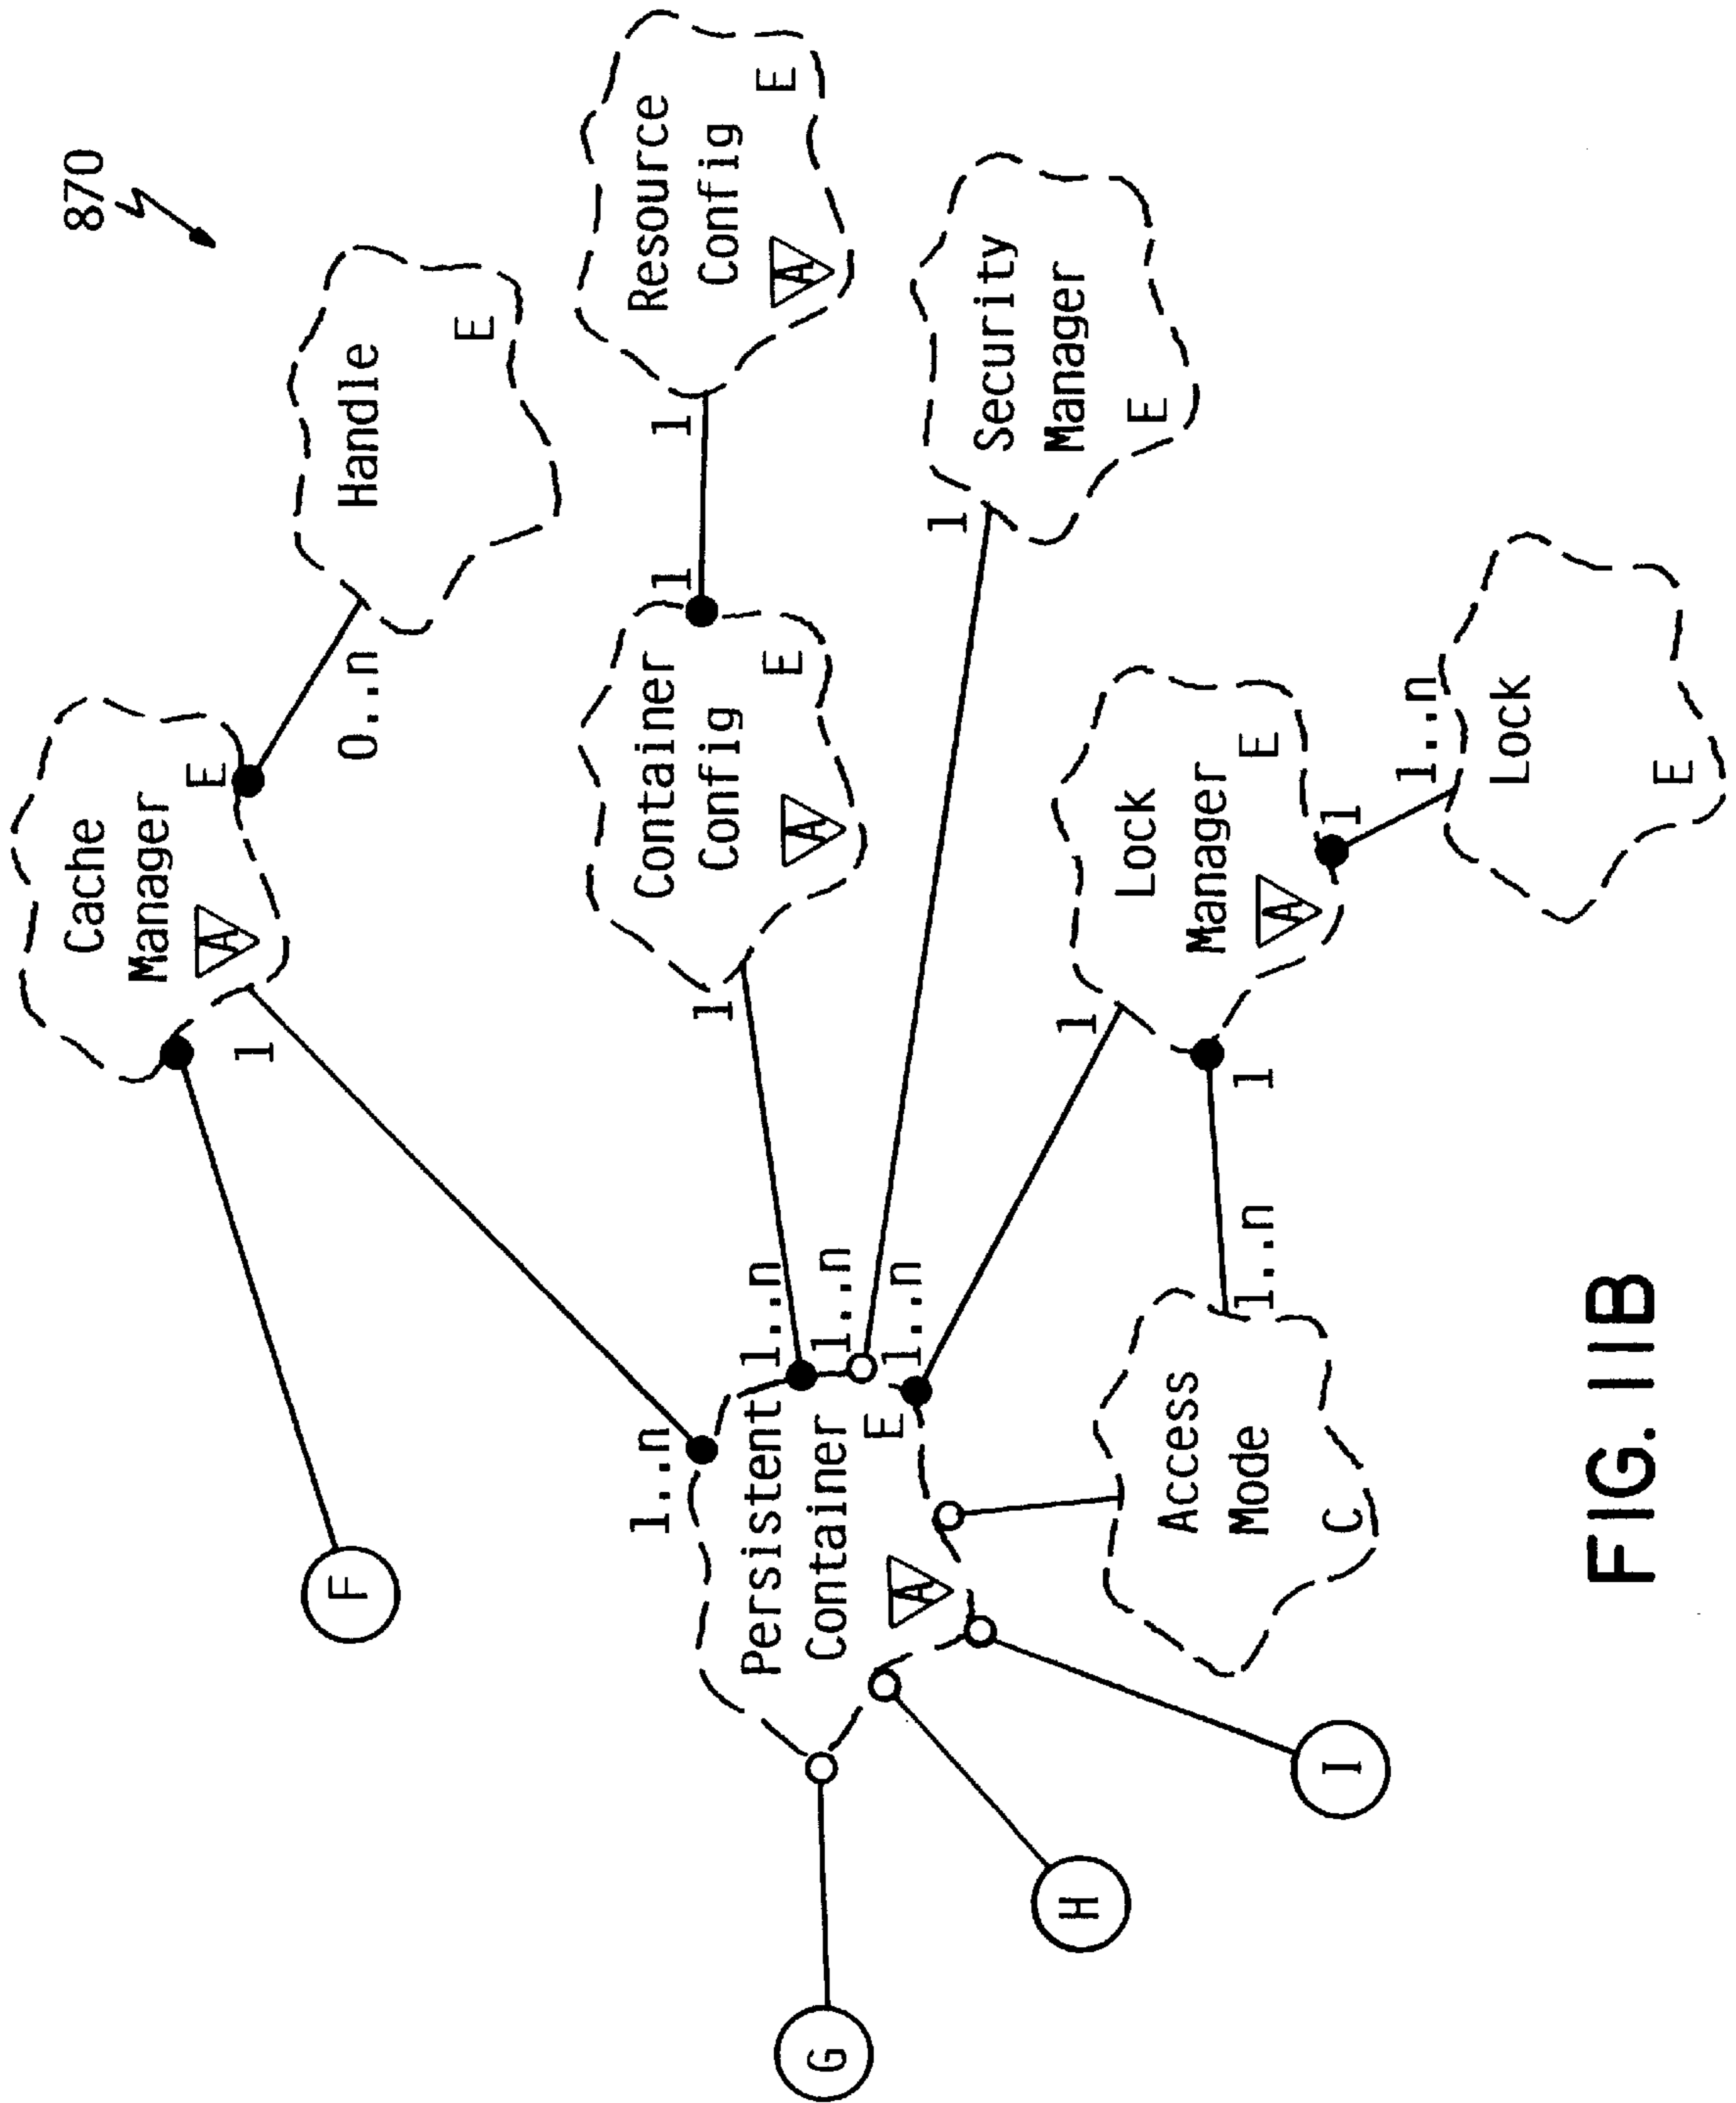 870
Cache
Manager
A
E
1
0..n
Handle
E
F
1..n
Persistent
Container
A
E
1..n
1..n
1..n
1
Container
Config
A
E
1
1
Resource
Config
A
E
1
Security
Manager
E
G
H
I
Access
Mode
C
1..n
1
1
Lock
Manager
A
E
1
1..n
Lock
E
FIG. 11B